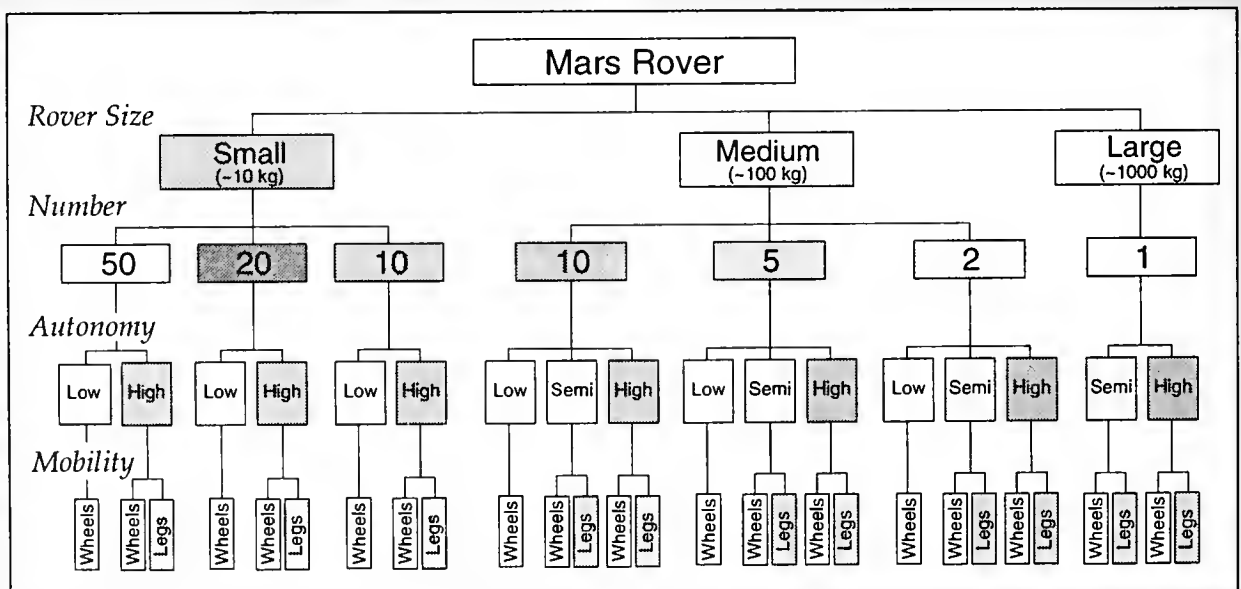 Mars Rover
Rover Size
Small
(~10 kg)
Medium
(~100 kg)
Large
(~1000 kg)
Number
50 20 10 10 5 2 1
Autonomy
Low High Low High Low High Low Semi High Low Semi High Low Semi High Semi High
Mobility
Wheels Wheels Legs Wheels Wheels Legs Wheels Wheels Legs Wheels Wheels Legs Wheels Legs Wheels Wheels Legs Wheels Legs Wheels Wheels Legs Wheels Legs Wheels Legs Wheels Legs